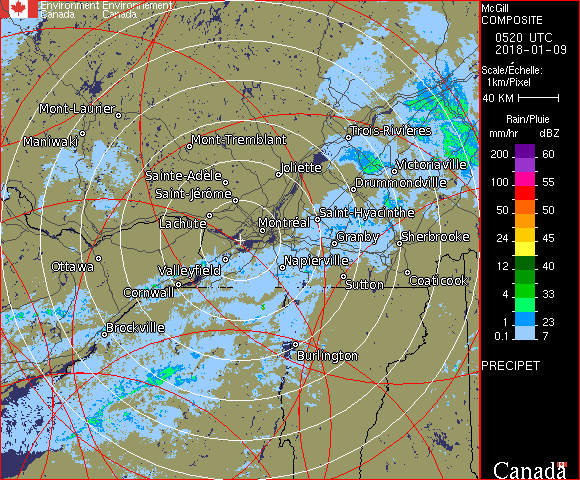 Environment Environnement
Canada Canada
McGill
COMPOSITE
0520 UTC
2018-01-09
Scale/Échelle:
1km/Pixel
40 KM
Rain/Pluie
mm/hr dBZ
200 60
100 55
50 50
24 45
12 40
4 33
1 23
0.1 7
PRECIPET
Canada
Mont-Laurier
Maniwaki
Mont-Tremblant
Trois-Rivières
Sainte-Adèle
Joliette
Victoriaville
Saint-Jérôme
Drummondville
Lachute
Montréal
Saint-Hyacinthe
Granby
Sherbrooke
Ottawa
Valleyfield
Napierville
Cornwall
Sutton
Coaticook
Brockville
Burlington